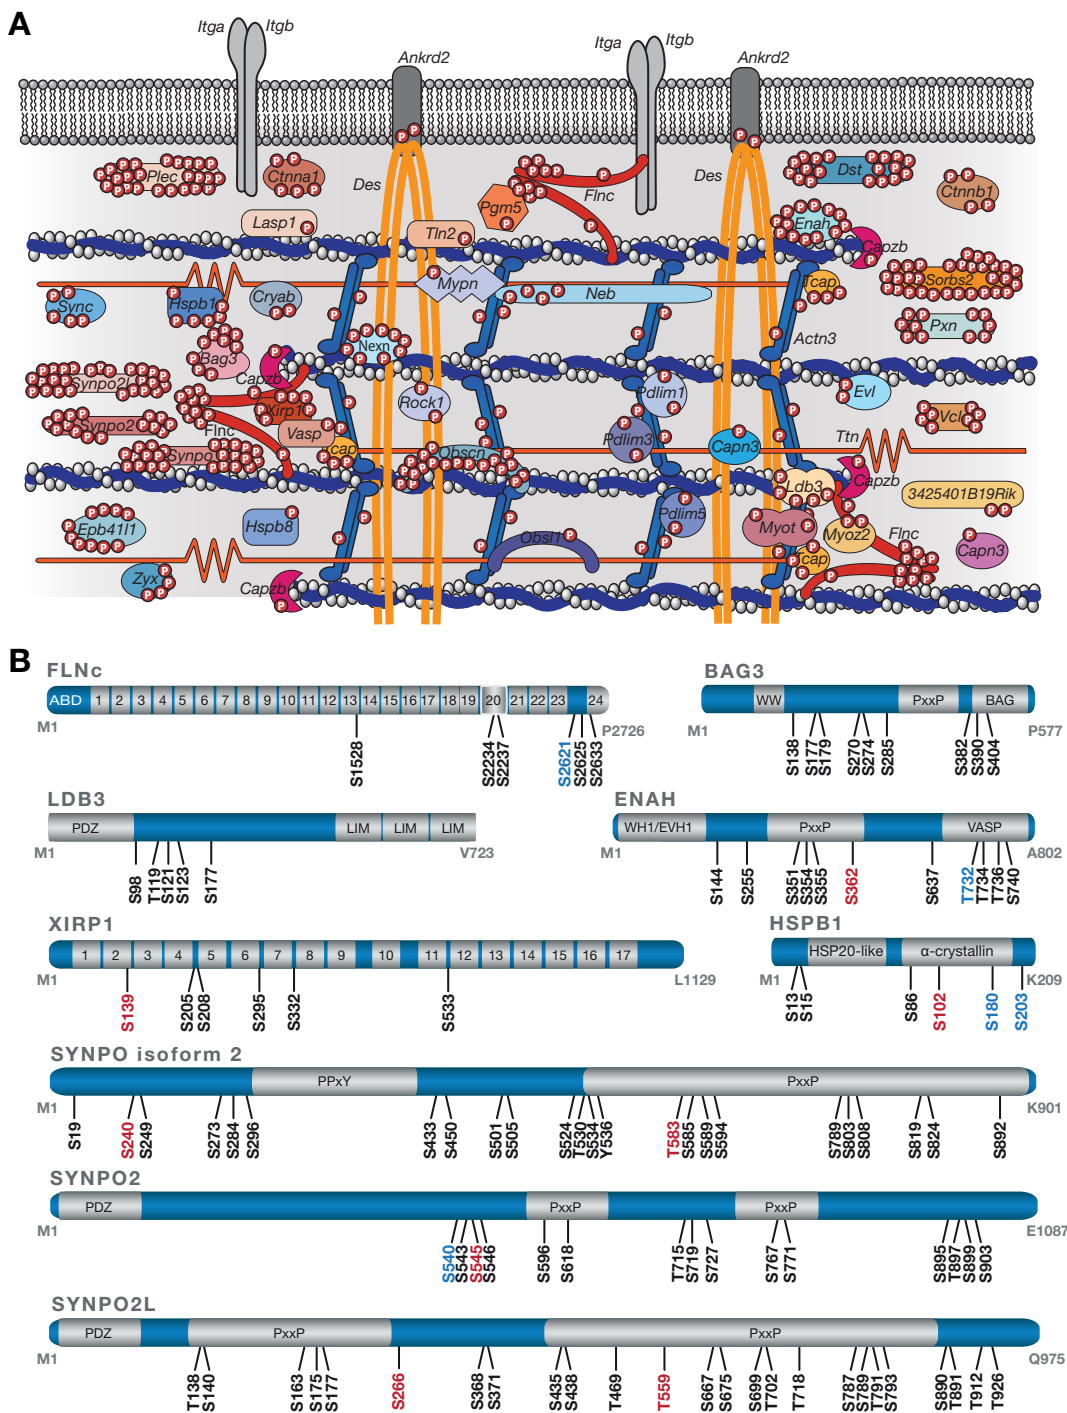 A
Itga
Itgb
Ankrd2
Itga
Itgb
Ankrd2
Plec
Ctnna1
Des
Flnc
Pgm5
Des
Dst
Ctnnb1
Lasp1
Tln2
Enah
Capzb
Sync
Hspb1
Cryab
Mypn
Neb
Tcap
Sorbs2
Pxn
Bag3
Nexn
Actn3
Capzb
Synpo2l
Xirp1
Rock1
Pdlim1
Evl
Synpo2
Flnc
Vasp
Pdlim3
Capn3
Ttn
Vcl
Synpo
Tcap
Obscn
Ldb3
Capzb
3425401B19Rik
Epb41l1
Hspb8
Obsl1
Pdlim5
Myot
Myoz2
Flnc
Capn3
Zyx
Capzb
Tcap
B
FLNc
ABD 1 2 3 4 5 6 7 8 9 10 11 12 13 14 15 16 17 18 19 20 21 22 23 24
M1 P2726
S1528 S2234 S2237 S2621 S2625 S2633
BAG3
WW PxxP BAG
M1 P577
S138 S177 S179 S270 S274 S285 S382 S390 S404
LDB3
PDZ LIM LIM LIM
M1 V723
S98 T119 S121 S123 S177
ENAH
WH1/EVH1 PxxP VASP
M1 A802
S144 S255 S351 S354 S355 S362 S637 T732 T734 T736 S740
XIRP1
1 2 3 4 5 6 7 8 9 10 11 12 13 14 15 16 17
M1 L1129
S139 S205 S208 S295 S332 S533
HSPB1
HSP20-like α-crystallin
M1 K209
S13 S15 S86 S102 S180 S203
SYNPO isoform 2
PPxY PxxP
M1 K901
S19 S240 S249 S273 S284 S296 S433 S450 S501 S505 S524 T530 S534 Y536 T583 S585 S589 S594 S789 S803 S808 S819 S824 S892
SYNPO2
PDZ PxxP PxxP
M1 E1087
S540 S543 S545 S546 S596 S618 T715 S719 S727 S767 S771 S895 T897 S899 S903
SYNPO2L
PDZ PxxP PxxP
M1 Q975
T138 S140 S163 S175 S177 S266 S368 S371 S435 S438 T469 T559 S667 S675 S699 T702 T718 S787 S789 T791 S793 S890 T891 T912 T926